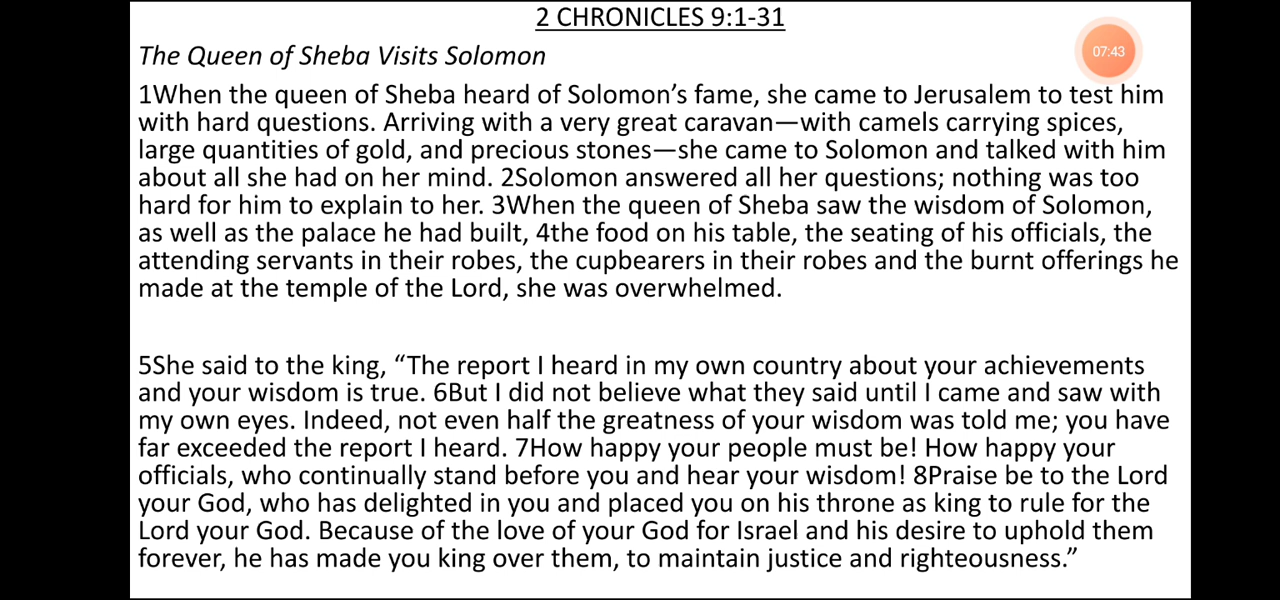 2 CHRONICLES 9:1-31
The Queen of Sheba Visits Solomon
07:43
1When the queen of Sheba heard of Solomon’s fame, she came to Jerusalem to test him
with hard questions. Arriving with a very great caravan—with camels carrying spices,
large quantities of gold, and precious stones—she came to Solomon and talked with him
about all she had on her mind. 2Solomon answered all her questions; nothing was too
hard for him to explain to her. 3When the queen of Sheba saw the wisdom of Solomon,
as well as the palace he had built, 4the food on his table, the seating of his officials, the
attending servants in their robes, the cupbearers in their robes and the burnt offerings he
made at the temple of the Lord, she was overwhelmed.
5She said to the king, “The report I heard in my own country about your achievements
and your wisdom is true. 6But I did not believe what they said until I came and saw with
my own eyes. Indeed, not even half the greatness of your wisdom was told me; you have
far exceeded the report I heard. 7How happy your people must be! How happy your
officials, who continually stand before you and hear your wisdom! 8Praise be to the Lord
your God, who has delighted in you and placed you on his throne as king to rule for the
Lord your God. Because of the love of your God for Israel and his desire to uphold them
forever, he has made you king over them, to maintain justice and righteousness.”